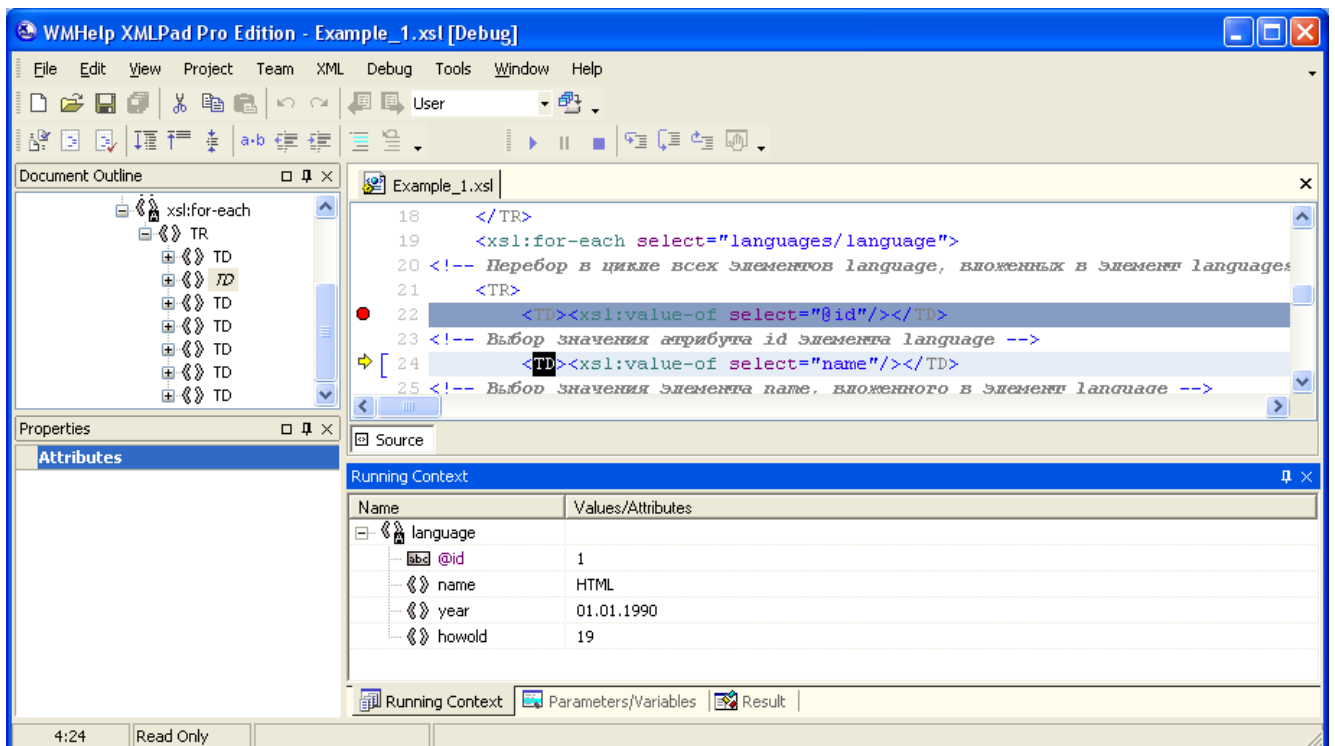 WMHelp XMLPad Pro Edition - Example_1.xsl [Debug]
File Edit View Project Team XML Debug Tools Window Help
User
a·b
Document Outline
xsl:for-each
TR
TD
TD
TD
TD
TD
TD
TD
Properties
Attributes
Example_1.xsl
18 </TR>
19 <xsl:for-each select="languages/language">
20 <!-- Перебор в цикле всех элементов language, вложенных в элемент languages
21 <TR>
22 <TD><xsl:value-of select="@id"/></TD>
23 <!-- Выбор значения атрибута id элемента language -->
24 <TD><xsl:value-of select="name"/></TD>
25 <!-- Выбор значения элемента name, вложенного в элемент language -->
Source
Running Context
Name Values/Attributes
language
abc @id 1
name HTML
year 01.01.1990
howold 19
Running Context Parameters/Variables Result
4:24 Read Only